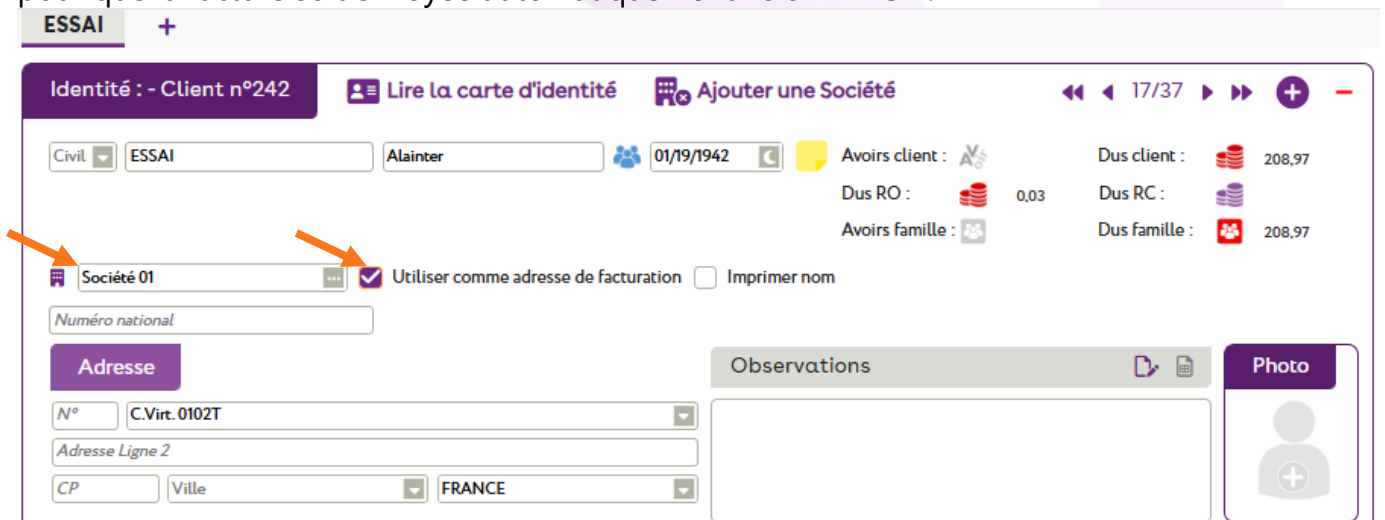 ESSAI +
Identité : - Client n°242 Lire la carte d'identité Ajouter une Société 17/37
Civil ESSAI Alainter 01/19/1942 Avoirs client : Dus client : 208,97
Dus RO : 0,03 Dus RC :
Avoirs famille : Dus famille : 208,97
Société 01 ... Utiliser comme adresse de facturation Imprimer nom
Numéro national
Adresse Observations Photo
N° C.Virt. 0102T
Adresse Ligne 2
CP Ville FRANCE